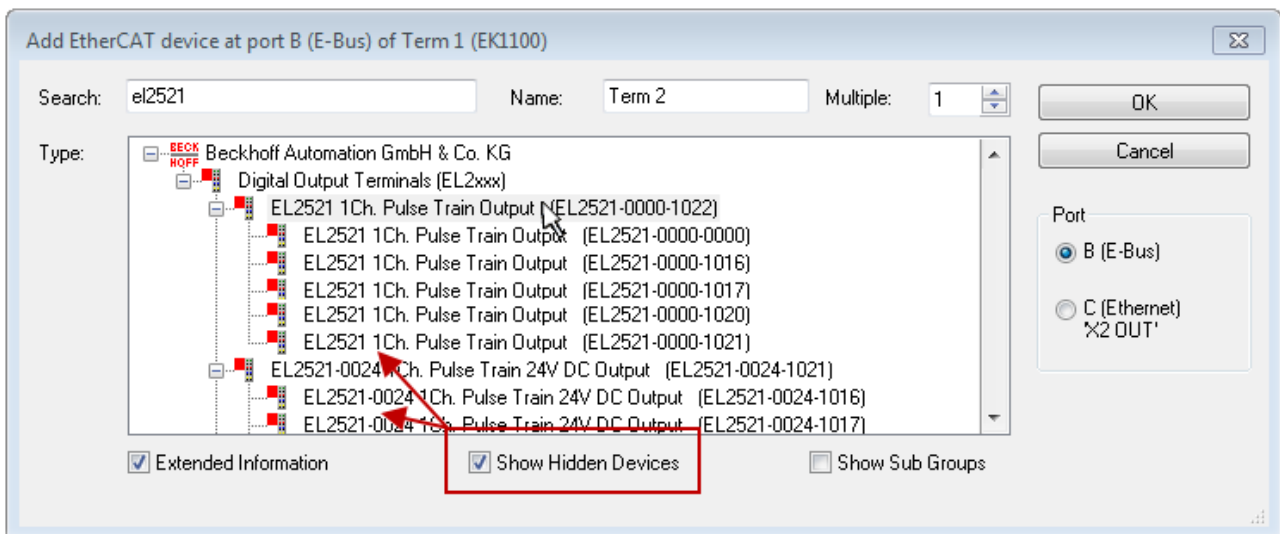 Add EtherCAT device at port B (E-Bus) of Term 1 (EK1100)
Search: el2521 Name: Term 2 Multiple: 1 OK
Type: BECKHOFF Beckhoff Automation GmbH & Co. KG Cancel
Digital Output Terminals (EL2xxx)
EL2521 1Ch. Pulse Train Output (EL2521-0000-1022)
Port
EL2521 1Ch. Pulse Train Output (EL2521-0000-0000)
B (E-Bus)
EL2521 1Ch. Pulse Train Output (EL2521-0000-1016)
EL2521 1Ch. Pulse Train Output (EL2521-0000-1017)
EL2521 1Ch. Pulse Train Output (EL2521-0000-1020)
C (Ethernet)
'X2 OUT'
EL2521 1Ch. Pulse Train Output (EL2521-0000-1021)
EL2521-0024 1Ch. Pulse Train 24V DC Output (EL2521-0024-1021)
EL2521-0024 1Ch. Pulse Train 24V DC Output (EL2521-0024-1016)
EL2521-0024 1Ch. Pulse Train 24V DC Output (EL2521-0024-1017)
Extended Information Show Hidden Devices Show Sub Groups